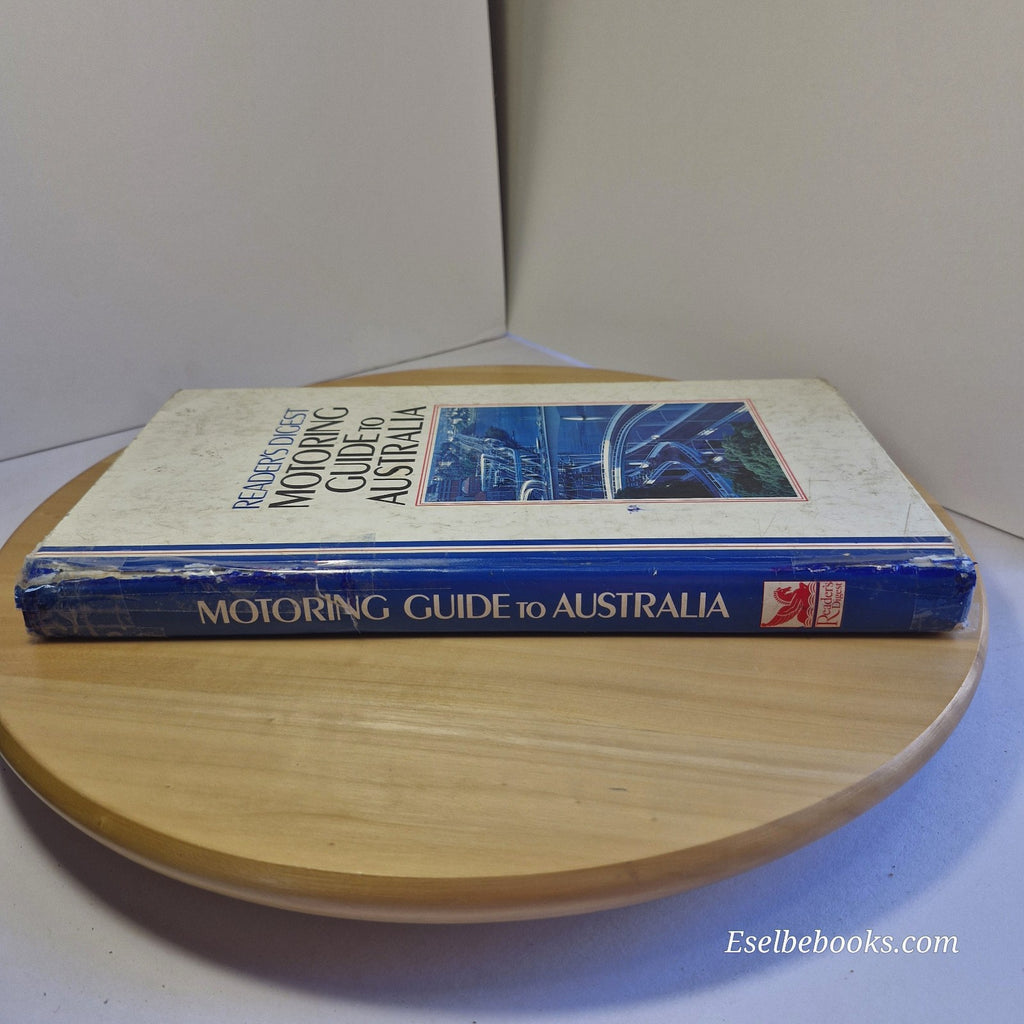 READER'S DIGEST
MOTORING
GUIDE TO
AUSTRALIA
MOTORING GUIDE TO AUSTRALIA
Reader's
Digest
Eselbebooks.com